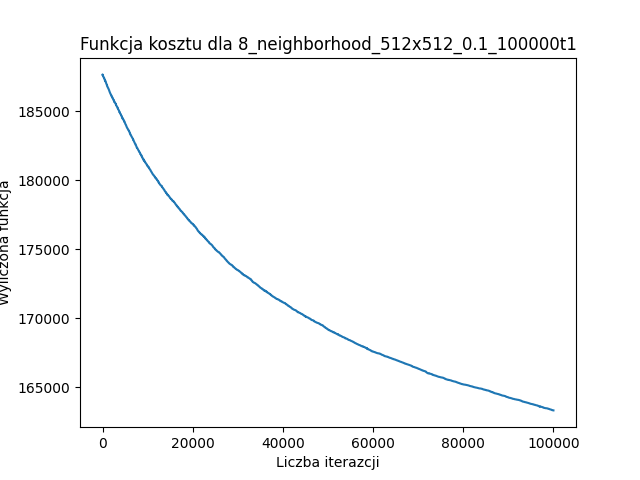 Funkcja kosztu dla 8_neighborhood_512x512_0.1_100000t1
185000
180000
175000
170000
165000
Wyliczona funkcja
0 20000 40000 60000 80000 100000
Liczba iterazcji